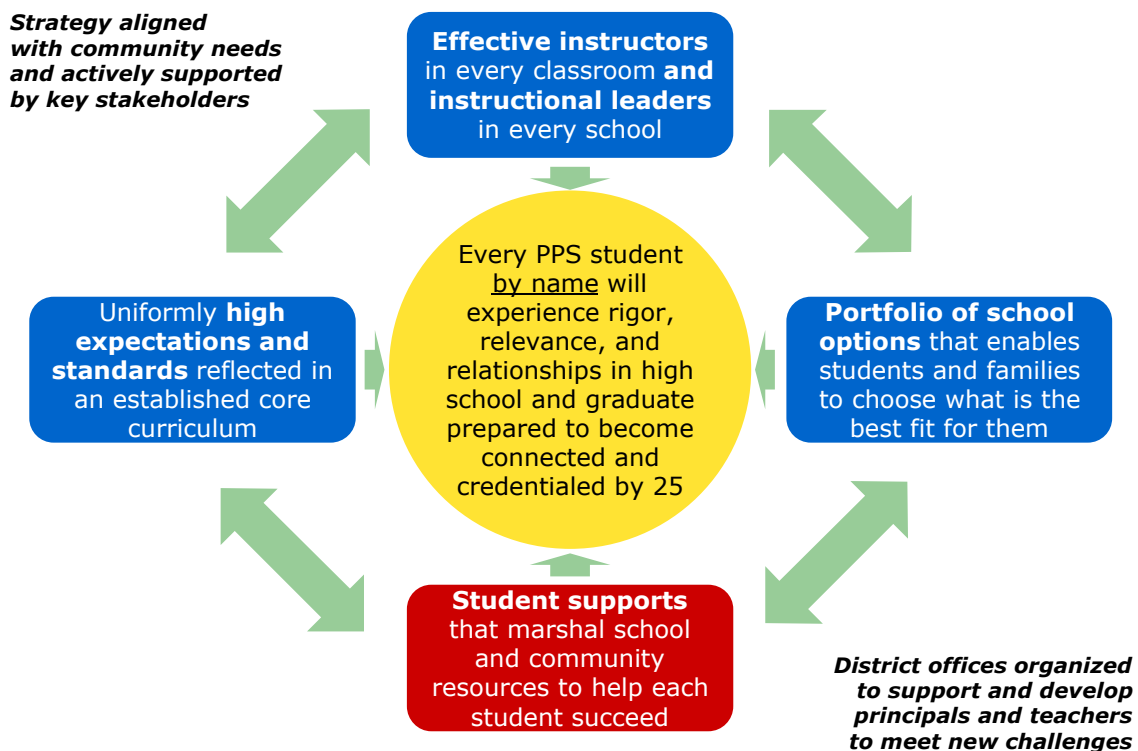 Strategy aligned
with community needs
and actively supported
by key stakeholders
Effective instructors
in every classroom and
instructional leaders
in every school
Every PPS student
by name will
experience rigor,
relevance, and
relationships in high
school and graduate
prepared to become
connected and
credentialed by 25
Uniformly high
expectations and
standards reflected in
an established core
curriculum
Portfolio of school
options that enables
students and families
to choose what is the
best fit for them
Student supports
that marshal school
and community
resources to help each
student succeed
District offices organized
to support and develop
principals and teachers
to meet new challenges